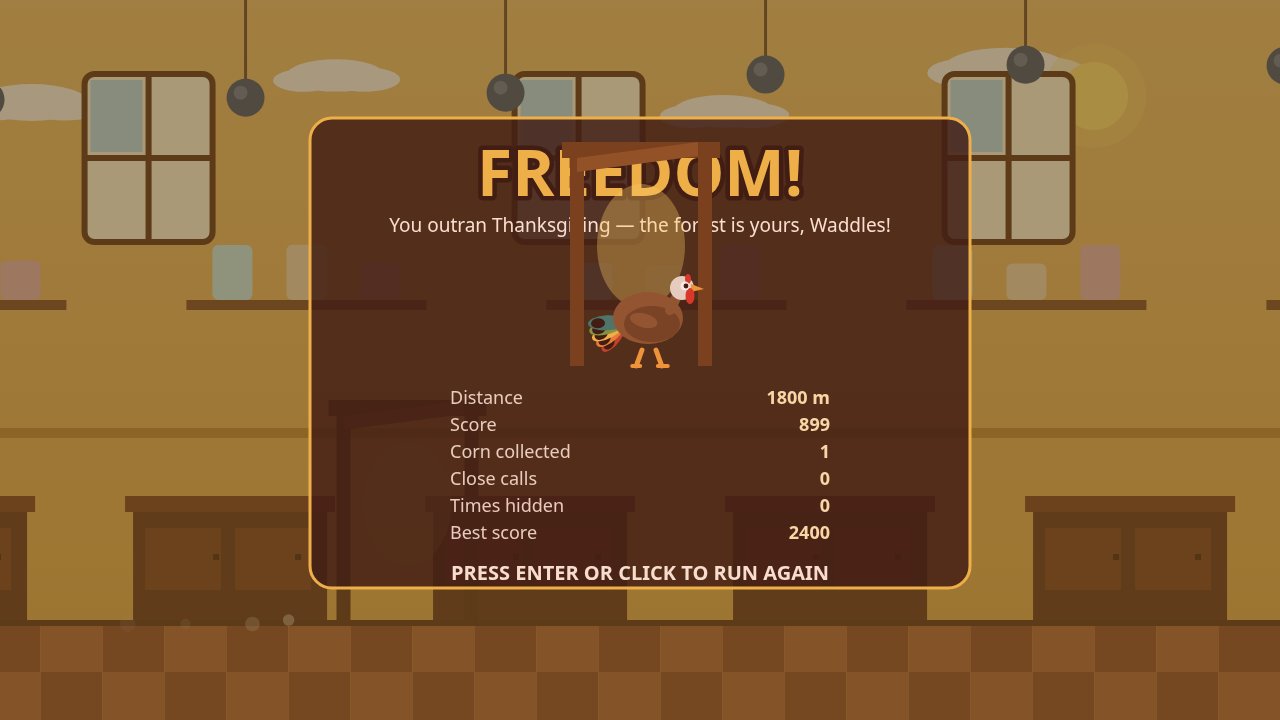 FREEDOM!
You outran Thanksgiving — the forest is yours, Waddles!
Distance 1800 m
Score 899
Corn collected 1
Close calls 0
Times hidden 0
Best score 2400
PRESS ENTER OR CLICK TO RUN AGAIN